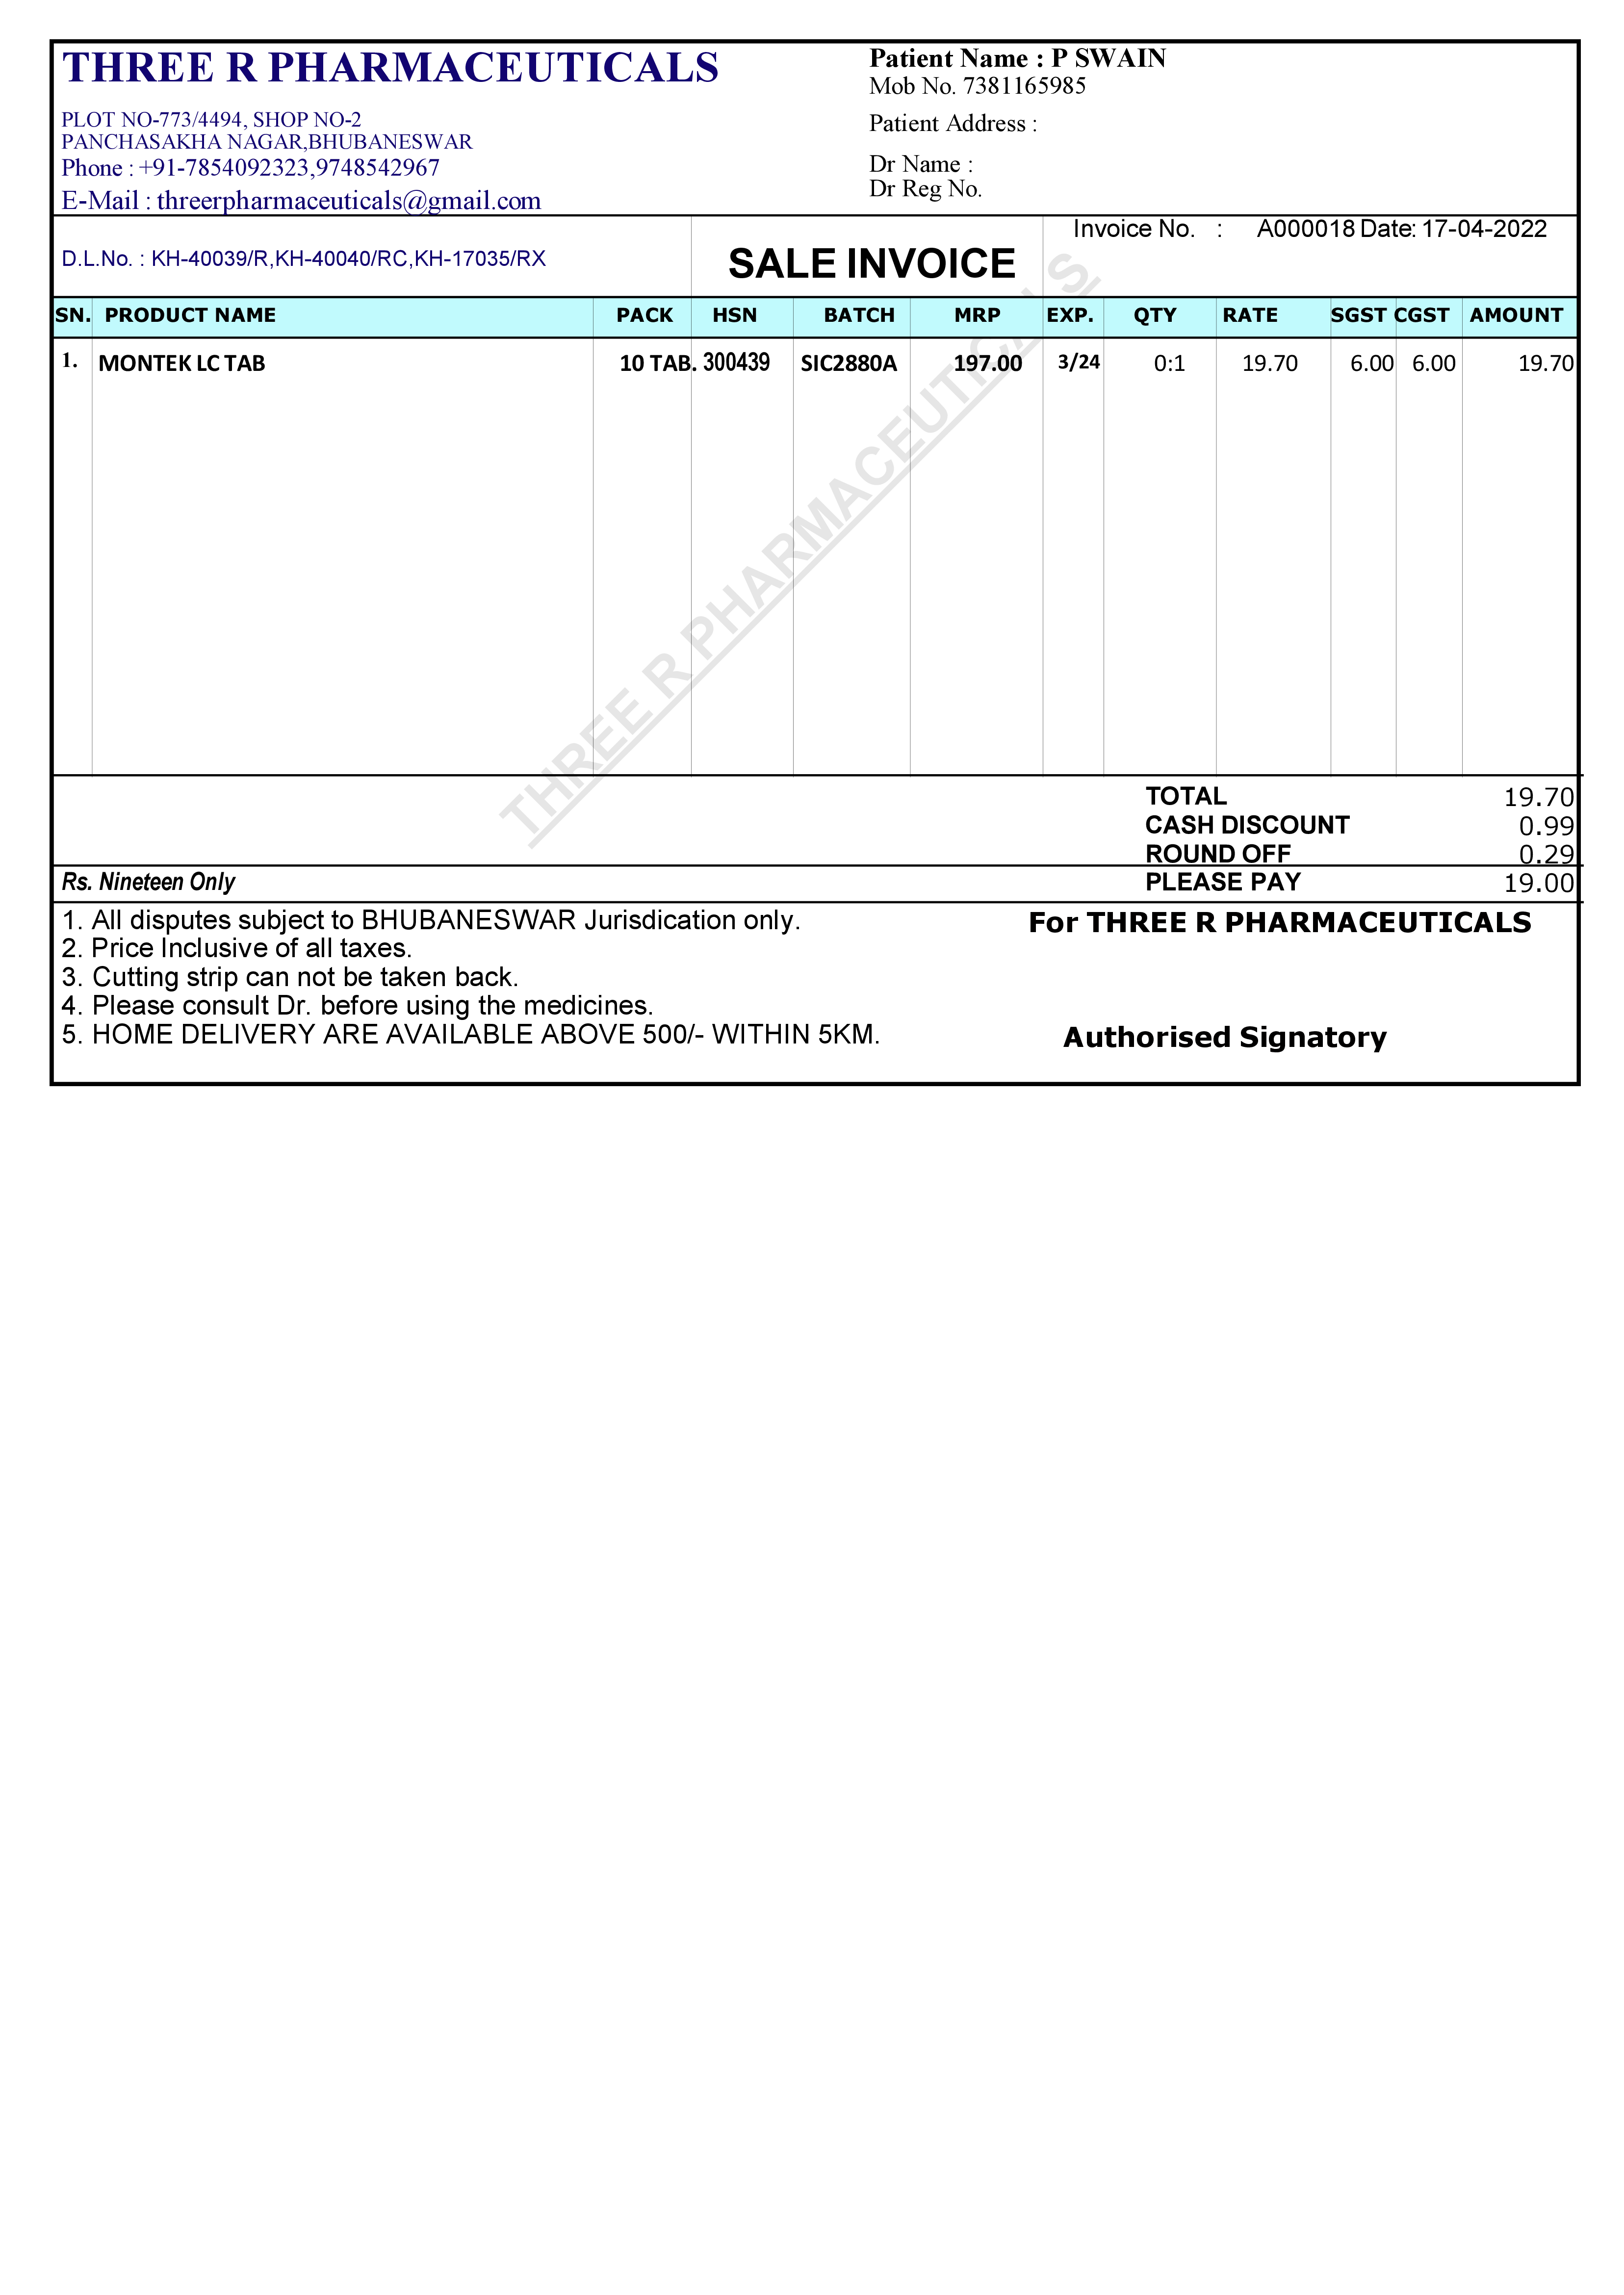 THREE R PHARMACEUTICALS
PLOT NO-773/4494, SHOP NO-2
PANCHASAKHA NAGAR,BHUBANESWAR
Phone : +91-7854092323,9748542967
E-Mail : threerpharmaceuticals@gmail.com
Patient Name : P SWAIN
Mob No. 7381165985
Patient Address :
Dr Name :
Dr Reg No.
D.L.No. : KH-40039/R,KH-40040/RC,KH-17035/RX
SALE INVOICE
Invoice No. : A000018 Date: 17-04-2022
SN. PRODUCT NAME PACK HSN BATCH MRP EXP. QTY RATE SGST CGST AMOUNT
1. MONTEK LC TAB 10 TAB. 300439 SIC2880A 197.00 3/24 0:1 19.70 6.00 6.00 19.70
THREE R PHARMACEUTICALS
TOTAL 19.70
CASH DISCOUNT 0.99
ROUND OFF 0.29
Rs. Nineteen Only PLEASE PAY 19.00
1. All disputes subject to BHUBANESWAR Jurisdication only.
2. Price Inclusive of all taxes.
3. Cutting strip can not be taken back.
4. Please consult Dr. before using the medicines.
5. HOME DELIVERY ARE AVAILABLE ABOVE 500/- WITHIN 5KM.
For THREE R PHARMACEUTICALS
Authorised Signatory